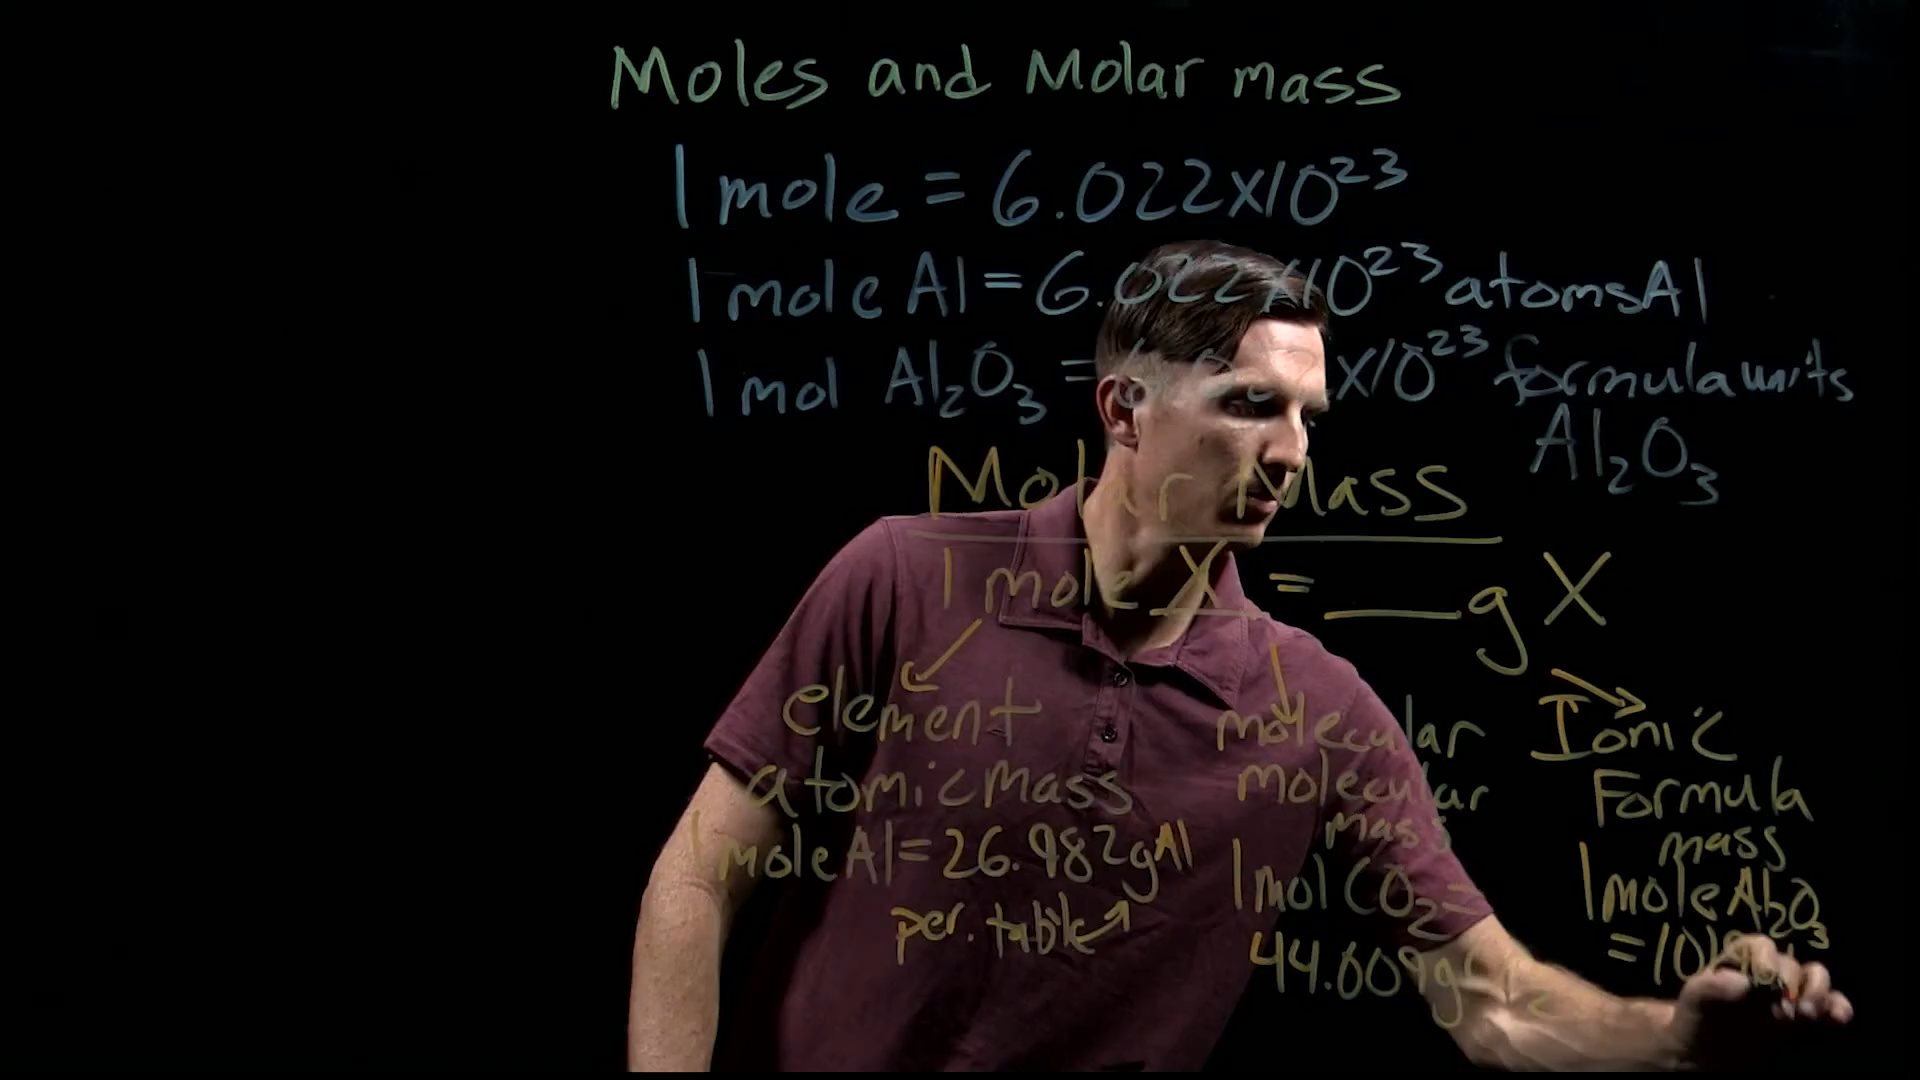 Moles and Molar mass
1 mole = 6.022x10²³
1 mole Al = 6.022x10²³ atoms Al
1 mol Al₂O₃ = x10²³ formula units
Al₂O₃
Molar Mass
1 mole X = ___ g X
element
molecular
Ionic
atomic mass
molecular
mass
Formula
mass
1 mole Al = 26.982 g Al
per. table
1 mol CO₂ =
44.009 g
1 mole Al₂O₃
=